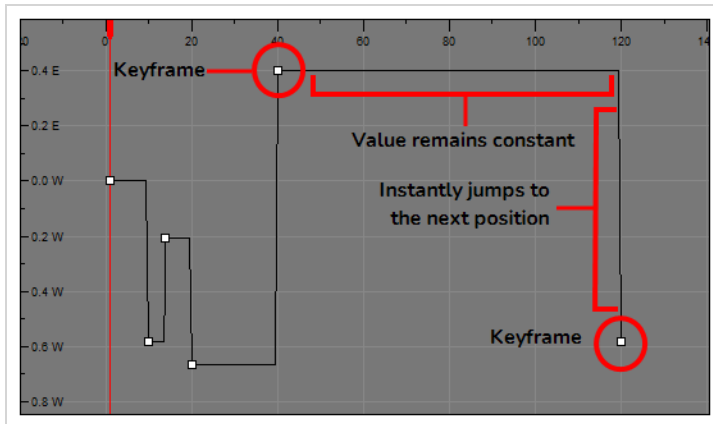 0 0 20 40 60 80 100 120 14
Keyframe
0.4 E
0.2 E
Value remains constant
0.0 W
Instantly jumps to
the next position
0.2 W
0.4 W
Keyframe
0.6 W
0.8 W